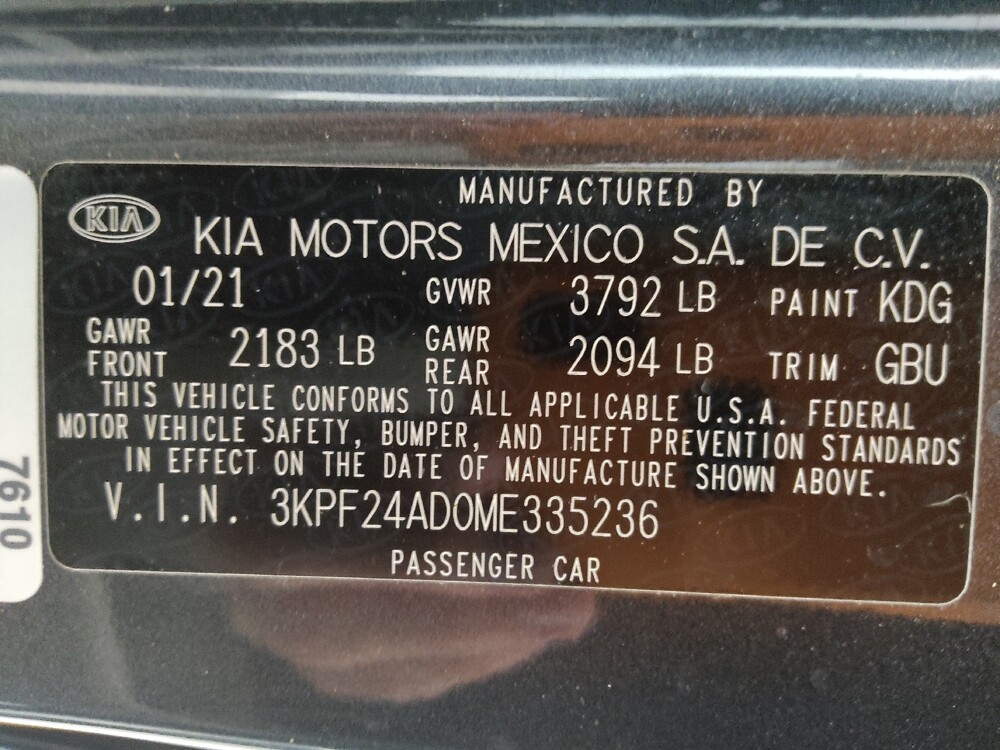 MANUFACTURED BY
KIA
KIA MOTORS MEXICO S.A. DE C.V.
01/21 GVWR 3792 LB PAINT KDG
GAWR FRONT 2183 LB GAWR REAR 2094 LB TRIM GBU
THIS VEHICLE CONFORMS TO ALL APPLICABLE U.S.A. FEDERAL
MOTOR VEHICLE SAFETY, BUMPER, AND THEFT PREVENTION STANDARDS
IN EFFECT ON THE DATE OF MANUFACTURE SHOWN ABOVE.
V.I.N. 3KPF24AD0ME335236
PASSENGER CAR
7610